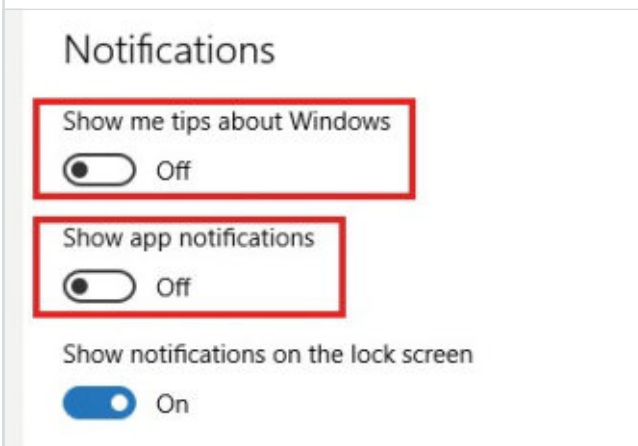 Notifications
Show me tips about Windows
Off
Show app notifications
Off
Show notifications on the lock screen
On